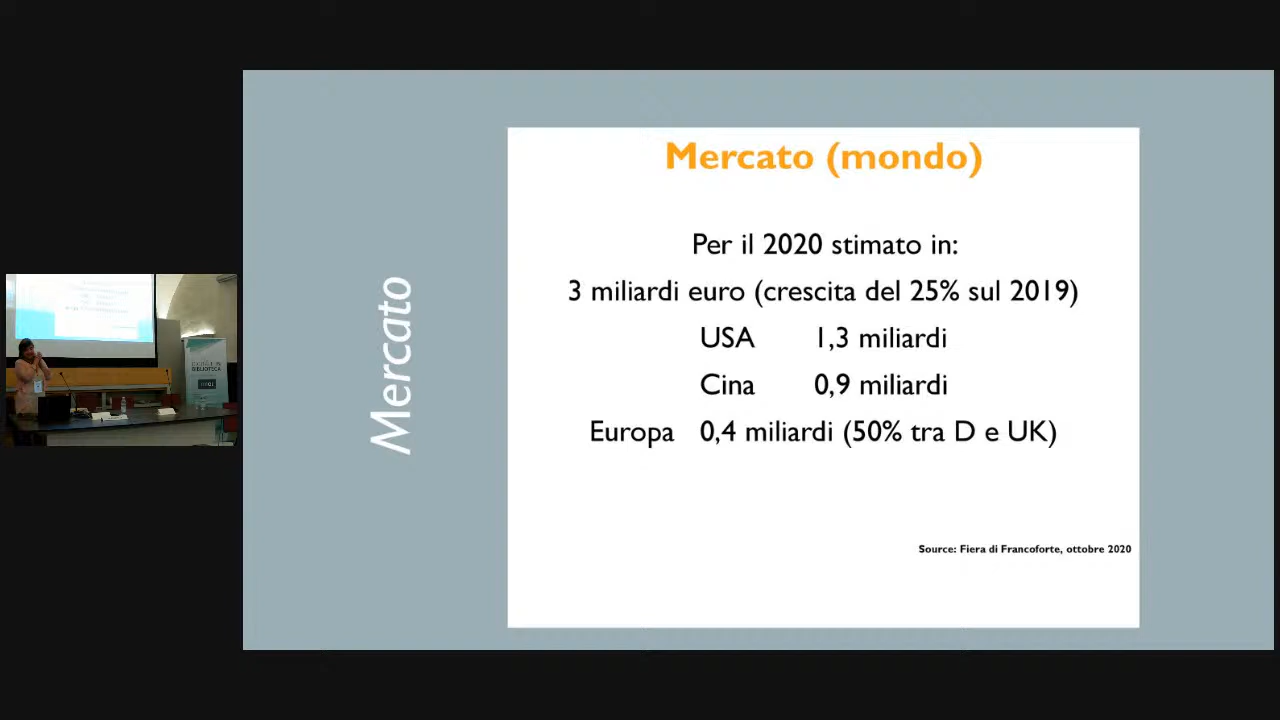 Mercato
Mercato (mondo)
Per il 2020 stimato in:
3 miliardi euro (crescita del 25% sul 2019)
USA 1,3 miliardi
Cina 0,9 miliardi
Europa 0,4 miliardi (50% tra D e UK)
Source: Fiera di Francoforte, ottobre 2020
BIBLIOTECA